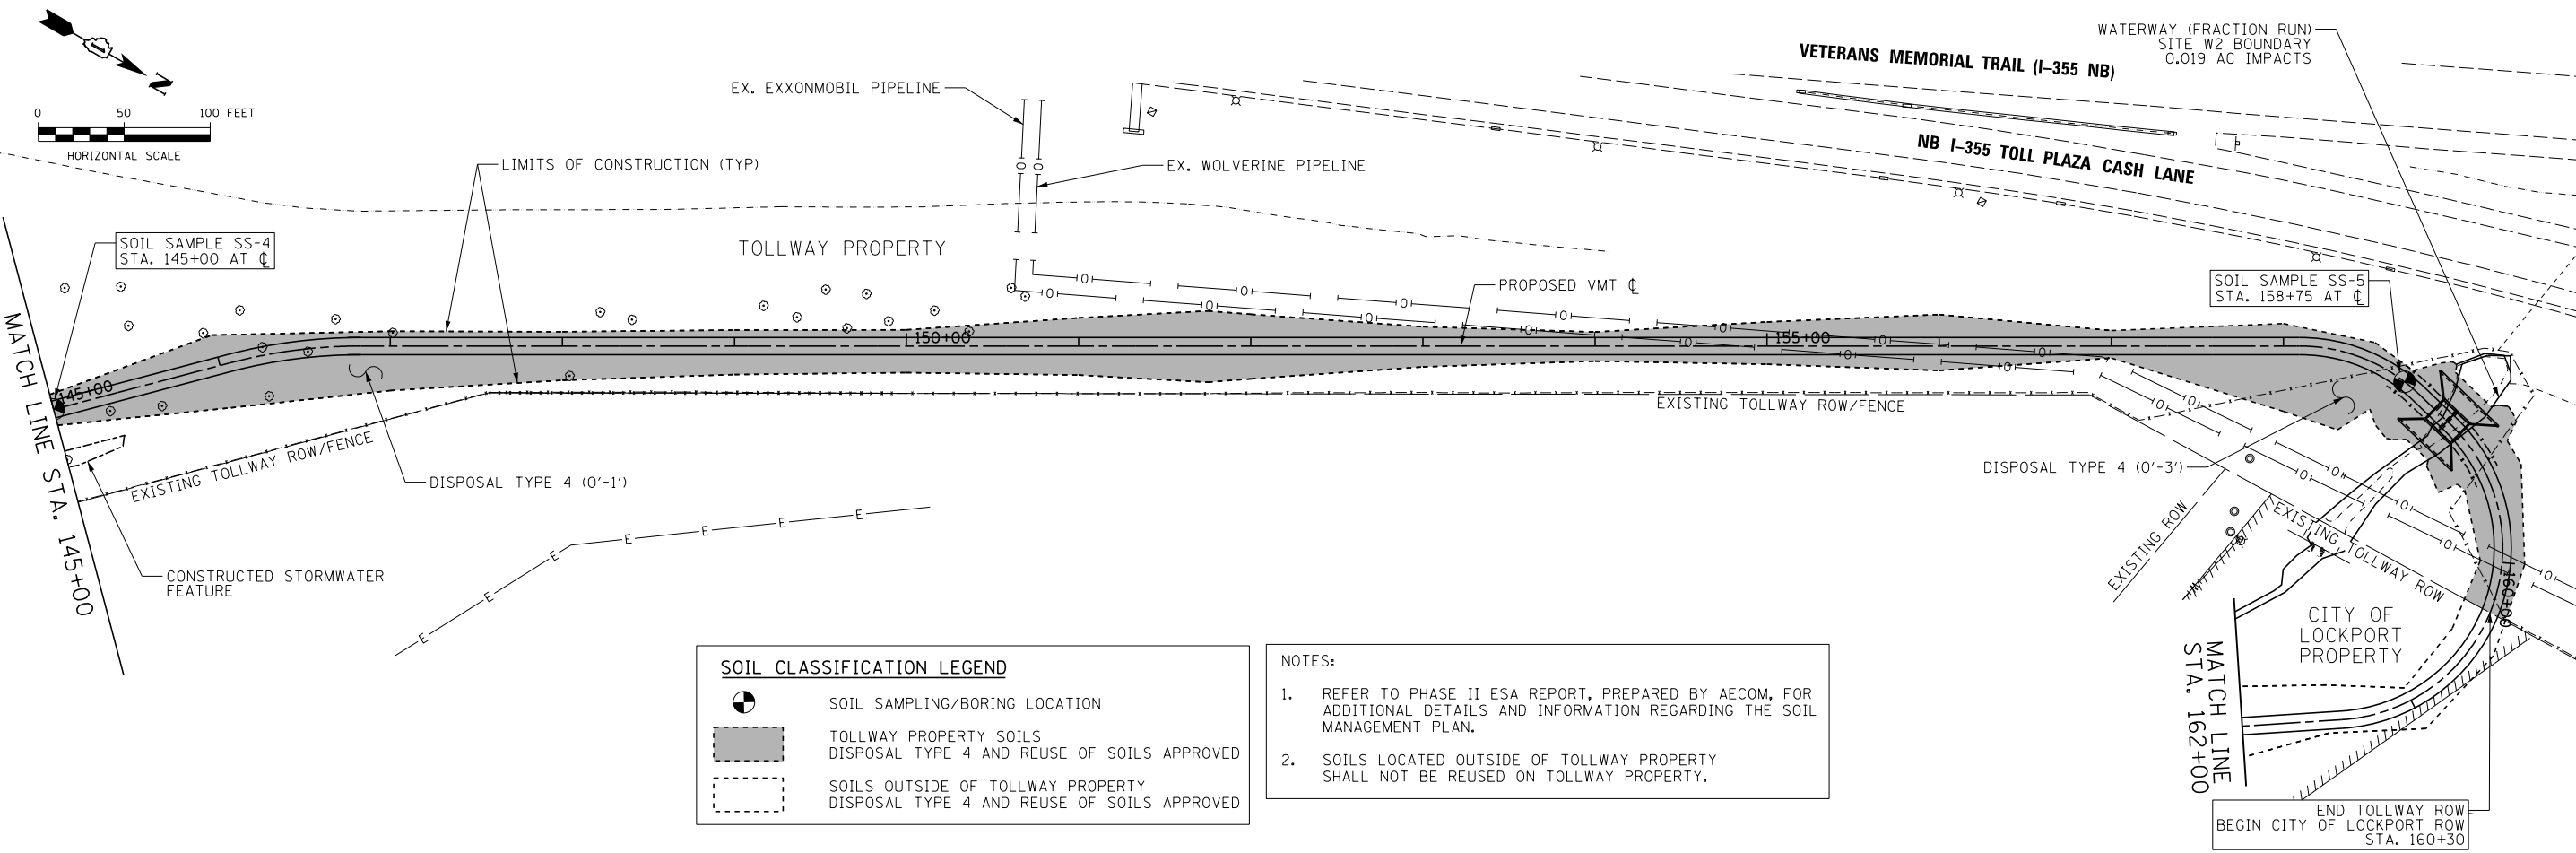 WATERWAY (FRACTION RUN)
SITE W2 BOUNDARY
0.019 AC IMPACTS
VETERANS MEMORIAL TRAIL (I-355 NB)
NB I-355 TOLL PLAZA CASH LANE
N
0 50 100 FEET
HORIZONTAL SCALE
EX. EXXONMOBIL PIPELINE
EX. WOLVERINE PIPELINE
LIMITS OF CONSTRUCTION (TYP)
SOIL SAMPLE SS-4
STA. 145+00 AT ℄
TOLLWAY PROPERTY
PROPOSED VMT ℄
SOIL SAMPLE SS-5
STA. 158+75 AT ℄
MATCH LINE STA. 145+00
145+00
150+00
155+00
160+00
EXISTING TOLLWAY ROW/FENCE
EXISTING TOLLWAY ROW/FENCE
DISPOSAL TYPE 4 (0'-1')
DISPOSAL TYPE 4 (0'-3')
CONSTRUCTED STORMWATER
FEATURE
E E E E E E
EXISTING ROW
EXISTING TOLLWAY ROW
CITY OF
LOCKPORT
PROPERTY
MATCH LINE
STA. 162+00
END TOLLWAY ROW
BEGIN CITY OF LOCKPORT ROW
STA. 160+30
SOIL CLASSIFICATION LEGEND
SOIL SAMPLING/BORING LOCATION
TOLLWAY PROPERTY SOILS
DISPOSAL TYPE 4 AND REUSE OF SOILS APPROVED
SOILS OUTSIDE OF TOLLWAY PROPERTY
DISPOSAL TYPE 4 AND REUSE OF SOILS APPROVED
NOTES:
1. REFER TO PHASE II ESA REPORT, PREPARED BY AECOM, FOR
ADDITIONAL DETAILS AND INFORMATION REGARDING THE SOIL
MANAGEMENT PLAN.
2. SOILS LOCATED OUTSIDE OF TOLLWAY PROPERTY
SHALL NOT BE REUSED ON TOLLWAY PROPERTY.